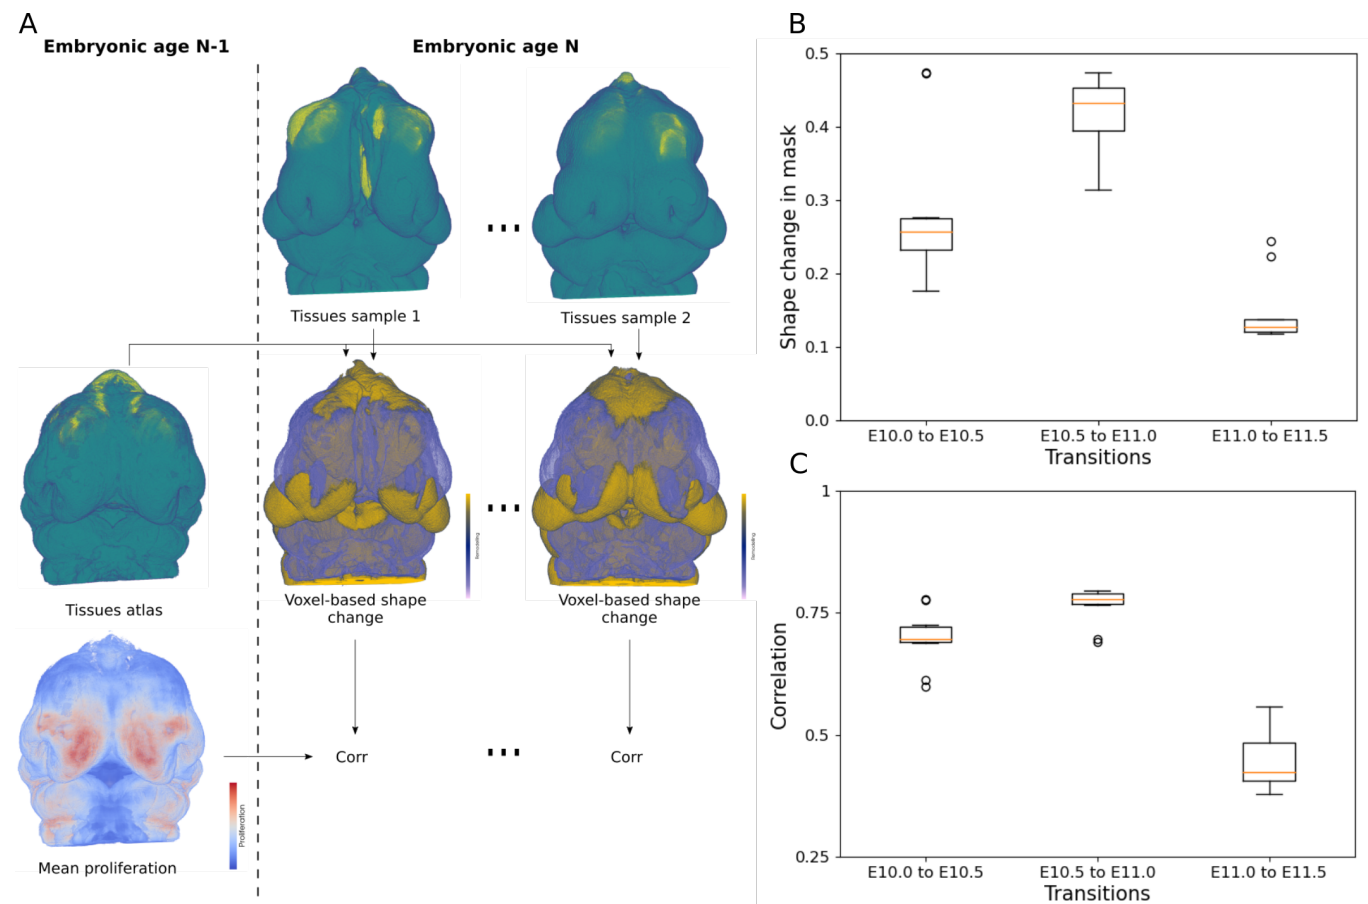 A
Embryonic age N-1
Embryonic age N
Tissues sample 1
...
Tissues sample 2
Tissues atlas
Remodeling
Voxel-based shape
change
...
Remodeling
Voxel-based shape
change
Mean proliferation
Proliferation
Corr
...
Corr
B
0.5
0.4
0.3
0.2
0.1
0.0
Shape change in mask
E10.0 to E10.5
E10.5 to E11.0
E11.0 to E11.5
Transitions
C
1
0.75
0.5
0.25
Correlation
E10.0 to E10.5
E10.5 to E11.0
E11.0 to E11.5
Transitions